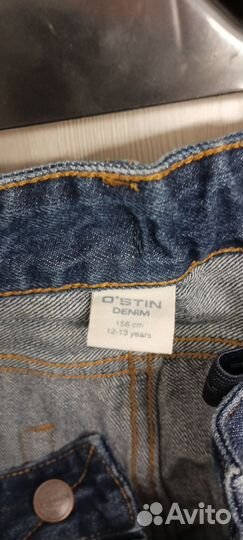 O'STIN
DENIM
156 cm
12-13 years
Avito